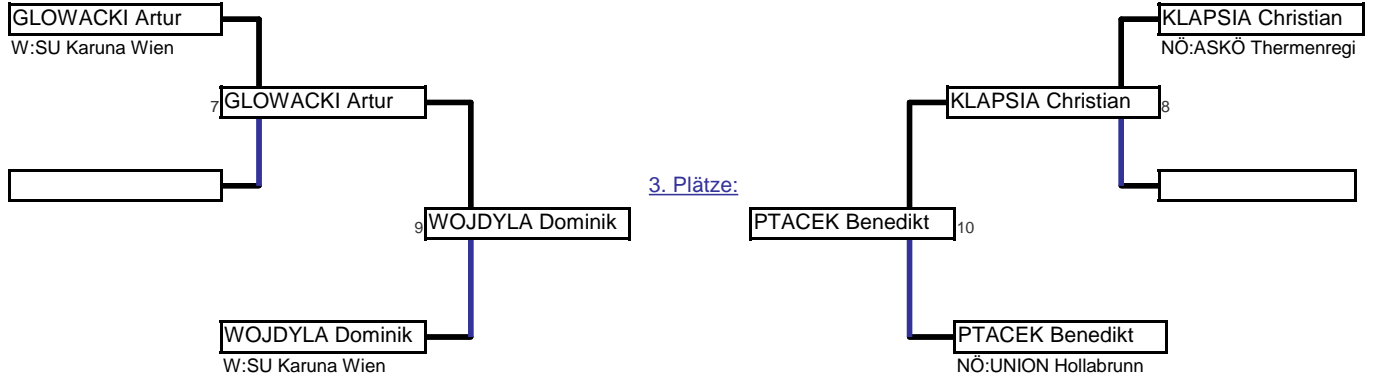 GLOWACKI Artur
W:SU Karuna Wien
KLAPSIA Christian
NÖ:ASKÖ Thermenregi
7 GLOWACKI Artur
KLAPSIA Christian 8
3. Plätze:
9 WOJDYLA Dominik
PTACEK Benedikt 10
WOJDYLA Dominik
W:SU Karuna Wien
PTACEK Benedikt
NÖ:UNION Hollabrunn